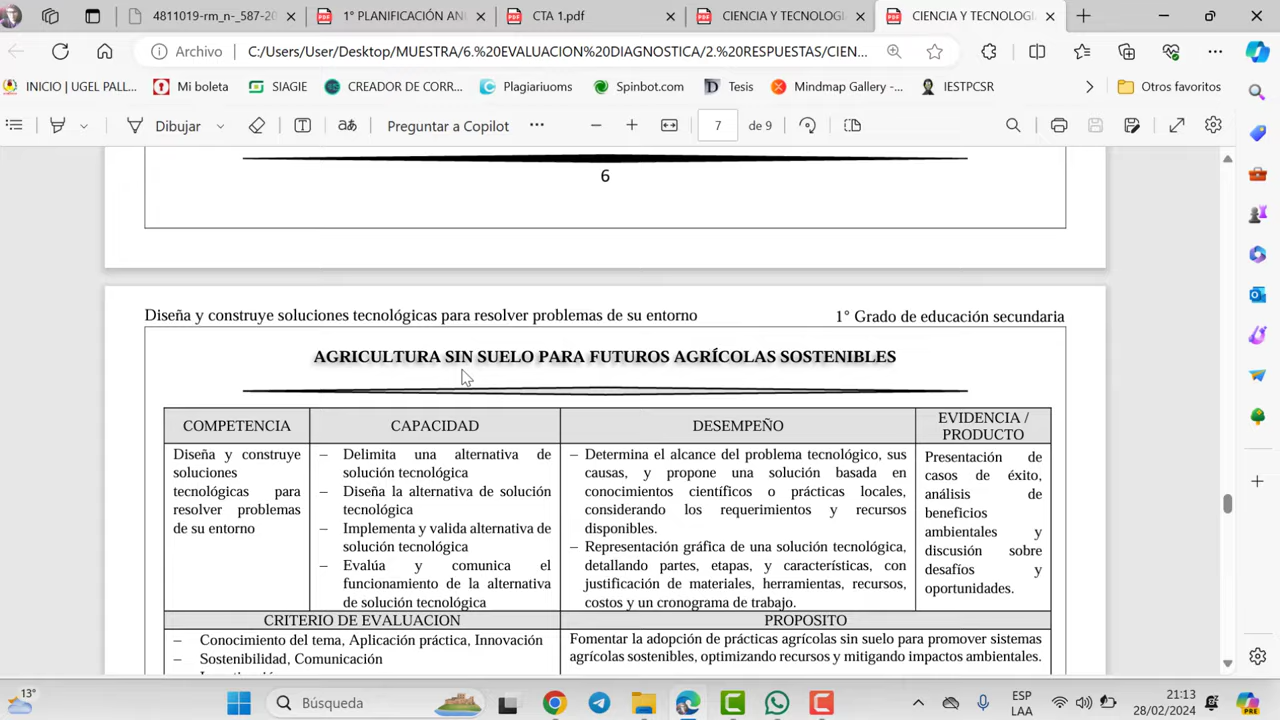 4811019-rm_n-_587-20
1° PLANIFICACIÓN AN
CTA 1.pdf
CIENCIA Y TECNOLOGI
CIENCIA Y TECNOLOGI
Archivo
C:/Users/User/Desktop/MUESTRA/6.%20EVALUACION%20DIAGNOSTICA/2.%20RESPUESTAS/CIEN...
INICIO | UGEL PALL...
Mi boleta
SIAGIE
CREADOR DE CORR...
Plagiariuoms
Spinbot.com
Tesis
Mindmap Gallery -...
IESTPCSR
Otros favoritos
Dibujar
Preguntar a Copilot
7
de 9
6
Diseña y construye soluciones tecnológicas para resolver problemas de su entorno
1° Grado de educación secundaria
AGRICULTURA SIN SUELO PARA FUTUROS AGRÍCOLAS SOSTENIBLES
COMPETENCIA
CAPACIDAD
DESEMPEÑO
EVIDENCIA /
PRODUCTO
Diseña y construye
soluciones
tecnológicas para
resolver problemas
de su entorno
– Delimita una alternativa de
solución tecnológica
– Diseña la alternativa de solución
tecnológica
– Implementa y valida alternativa de
solución tecnológica
– Evalúa y comunica el
funcionamiento de la alternativa
de solución tecnológica
– Determina el alcance del problema tecnológico, sus
causas, y propone una solución basada en
conocimientos científicos o prácticas locales,
considerando los requerimientos y recursos
disponibles.
– Representación gráfica de una solución tecnológica,
detallando partes, etapas, y características, con
justificación de materiales, herramientas, recursos,
costos y un cronograma de trabajo.
Presentación de
casos de éxito,
análisis de
beneficios
ambientales y
discusión sobre
desafíos y
oportunidades.
CRITERIO DE EVALUACION
PROPOSITO
– Conocimiento del tema, Aplicación práctica, Innovación
– Sostenibilidad, Comunicación
Fomentar la adopción de prácticas agrícolas sin suelo para promover sistemas
agrícolas sostenibles, optimizando recursos y mitigando impactos ambientales.
13°
Búsqueda
ESP
LAA
21:13
28/02/2024
PRE